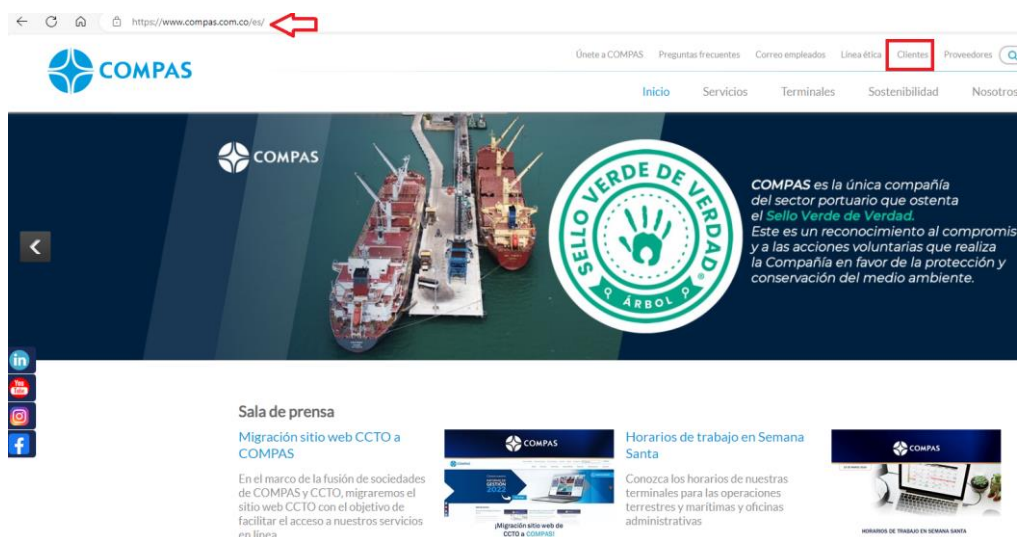 https://www.compas.com.co/es/
COMPAS
Únete a COMPAS Preguntas frecuentes Correo empleados Línea ética Clientes Proveedores
Inicio Servicios Terminales Sostenibilidad Nosotros
COMPAS
SELLO VERDE DE VERDAD
ÁRBOL
COMPAS es la única compañía
del sector portuario que ostenta
el Sello Verde de Verdad.
Este es un reconocimiento al compromis
y a las acciones voluntarias que realiza
la Compañía en favor de la protección y
conservación del medio ambiente.
in
You
Tube
f
Sala de prensa
Migración sitio web CCTO a
COMPAS
En el marco de la fusión de sociedades
de COMPAS y CCTO, migraremos el
sitio web CCTO con el objetivo de
facilitar el acceso a nuestros servicios
en línea
COMPAS
GESTIÓN
2022
¡Migración sitio web de
CCTO a COMPAS!
Horarios de trabajo en Semana
Santa
Conozca los horarios de nuestras
terminales para las operaciones
terrestres y marítimas y oficinas
administrativas
COMPAS
HORARIOS DE TRABAJO EN SEMANA SANTA